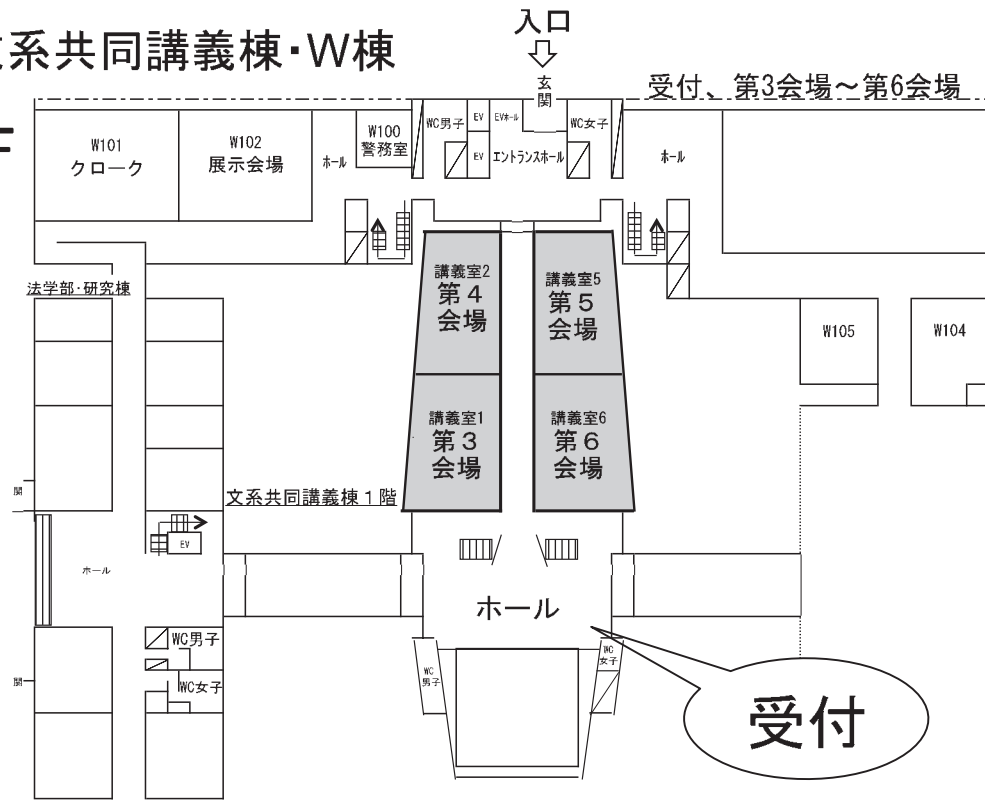 系共同講義棟・W棟
入口
玄
関
受付、第3会場～第6会場
W101
クローク
W102
展示会場
ホール
W100
警務室
WC男子
EV
EVホール
EV
エントランスホール
WC女子
ホール
法学部・研究棟
講義室2
第４
会場
講義室5
第５
会場
W105
W104
講義室1
第３
会場
講義室6
第６
会場
関
文系共同講義棟１階
EV
ホール
ホール
WC男子
WC女子
関
WC
男子
WC
女子
受付